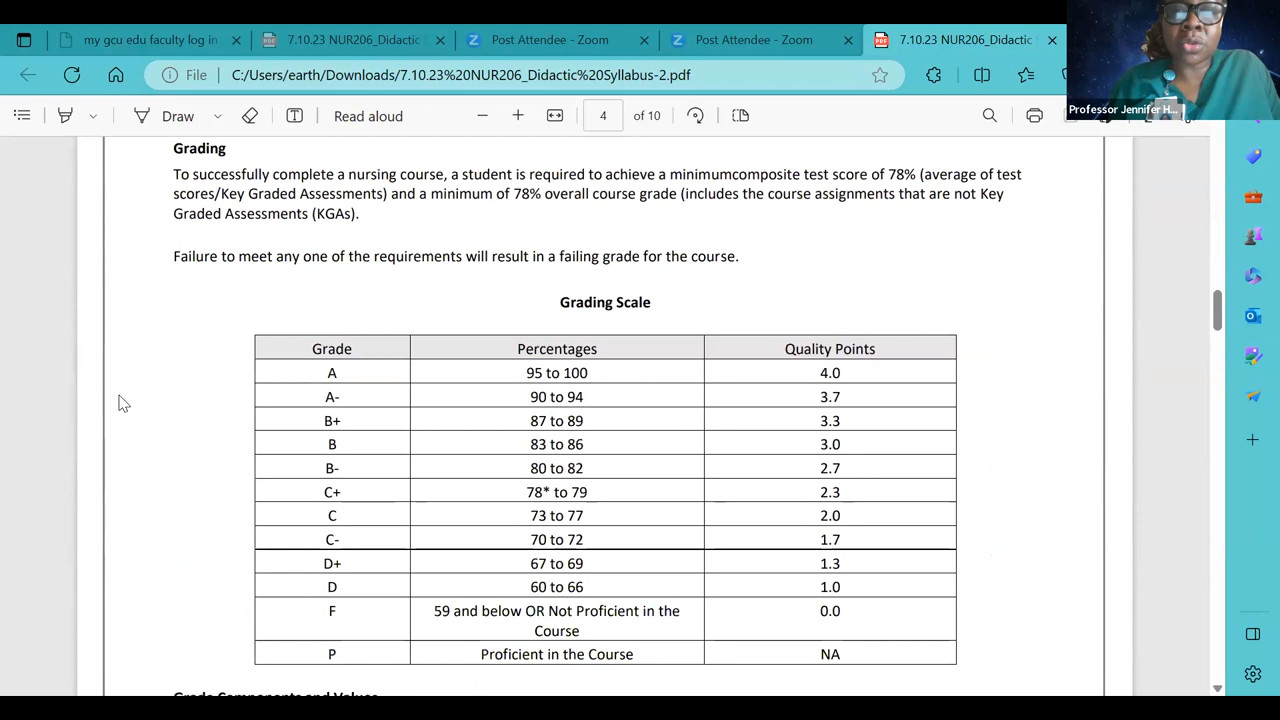 my gcu edu faculty log in
7.10.23 NUR206_Didactic
Post Attendee - Zoom
Post Attendee - Zoom
7.10.23 NUR206_Didactic
File
C:/Users/earth/Downloads/7.10.23%20NUR206_Didactic%20Syllabus-2.pdf
Draw
Read aloud
4
of 10
Professor Jennifer H...
Grading
To successfully complete a nursing course, a student is required to achieve a minimumcomposite test score of 78% (average of test
scores/Key Graded Assessments) and a minimum of 78% overall course grade (includes the course assignments that are not Key
Graded Assessments (KGAs).
Failure to meet any one of the requirements will result in a failing grade for the course.
Grading Scale
Grade Percentages Quality Points
A 95 to 100 4.0
A- 90 to 94 3.7
B+ 87 to 89 3.3
B 83 to 86 3.0
B- 80 to 82 2.7
C+ 78* to 79 2.3
C 73 to 77 2.0
C- 70 to 72 1.7
D+ 67 to 69 1.3
D 60 to 66 1.0
F 59 and below OR Not Proficient in the 0.0
Course
P Proficient in the Course NA
Grade Components and Values